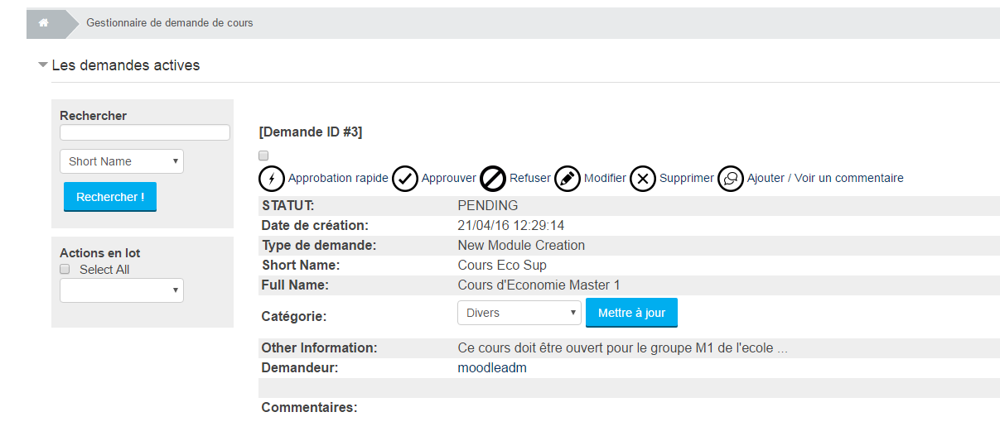 Gestionnaire de demande de cours
Les demandes actives
Rechercher
Short Name
Rechercher !
Actions en lot
Select All
[Demande ID #3]
Approbation rapide Approuver Refuser Modifier Supprimer Ajouter / Voir un commentaire
STATUT: PENDING
Date de création: 21/04/16 12:29:14
Type de demande: New Module Creation
Short Name: Cours Eco Sup
Full Name: Cours d'Economie Master 1
Catégorie: Divers Mettre à jour
Other Information: Ce cours doit être ouvert pour le groupe M1 de l'ecole ...
Demandeur: moodleadm
Commentaires: